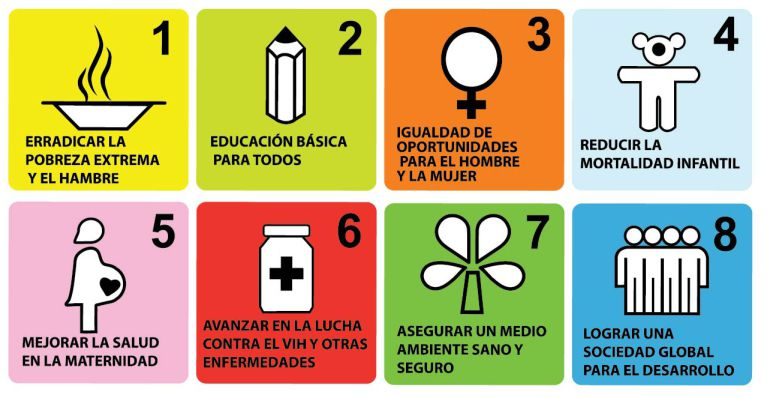 1
ERRADICAR LA
POBREZA EXTREMA
Y EL HAMBRE
2
EDUCACIÓN BÁSICA
PARA TODOS
3
IGUALDAD DE
OPORTUNIDADES
PARA EL HOMBRE
Y LA MUJER
4
REDUCIR LA
MORTALIDAD INFANTIL
5
MEJORAR LA SALUD
EN LA MATERNIDAD
6
AVANZAR EN LA LUCHA
CONTRA EL VIH Y OTRAS
ENFERMEDADES
7
ASEGURAR UN MEDIO
AMBIENTE SANO Y
SEGURO
8
LOGRAR UNA
SOCIEDAD GLOBAL
PARA EL DESARROLLO